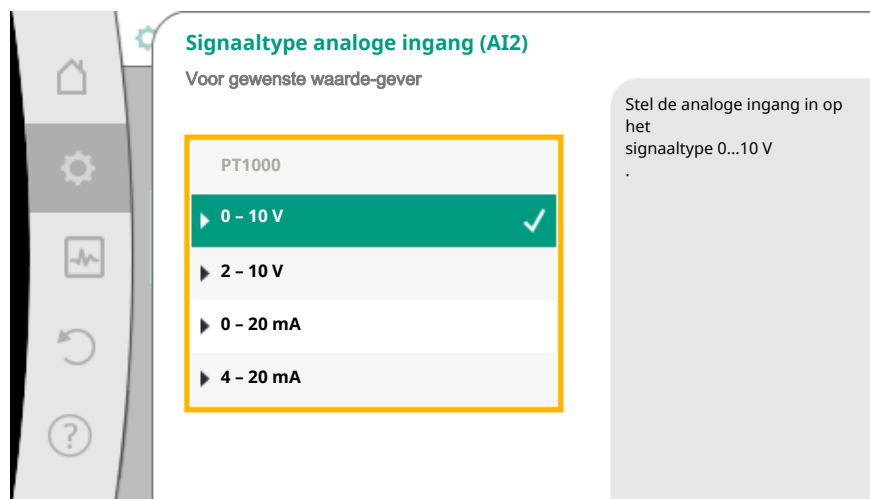 Signaaltype analoge ingang (AI2)
Voor gewenste waarde-gever
PT1000
0 – 10 V
2 – 10 V
0 – 20 mA
4 – 20 mA
Stel de analoge ingang in op
het
signaaltype 0...10 V
.
?